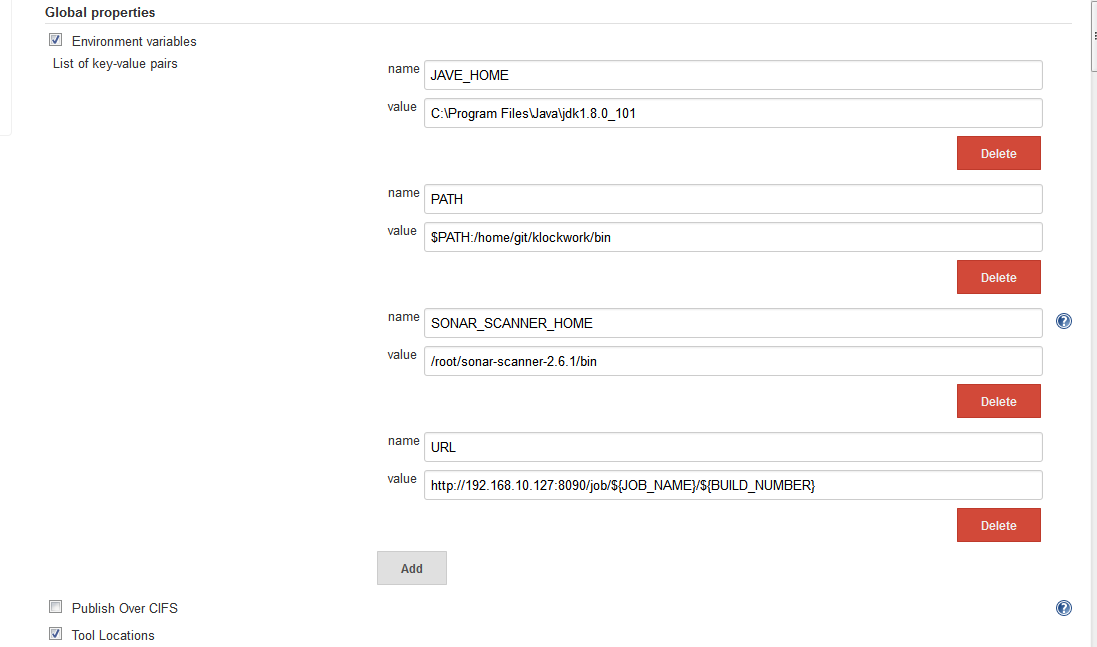 Global properties
Environment variables
List of key-value pairs
name
JAVE_HOME
value
C:\Program Files\Java\jdk1.8.0_101
Delete
name
PATH
value
$PATH:/home/git/klockwork/bin
Delete
name
SONAR_SCANNER_HOME
?
value
/root/sonar-scanner-2.6.1/bin
Delete
name
URL
value
http://192.168.10.127:8090/job/${JOB_NAME}/${BUILD_NUMBER}
Delete
Add
Publish Over CIFS
?
Tool Locations